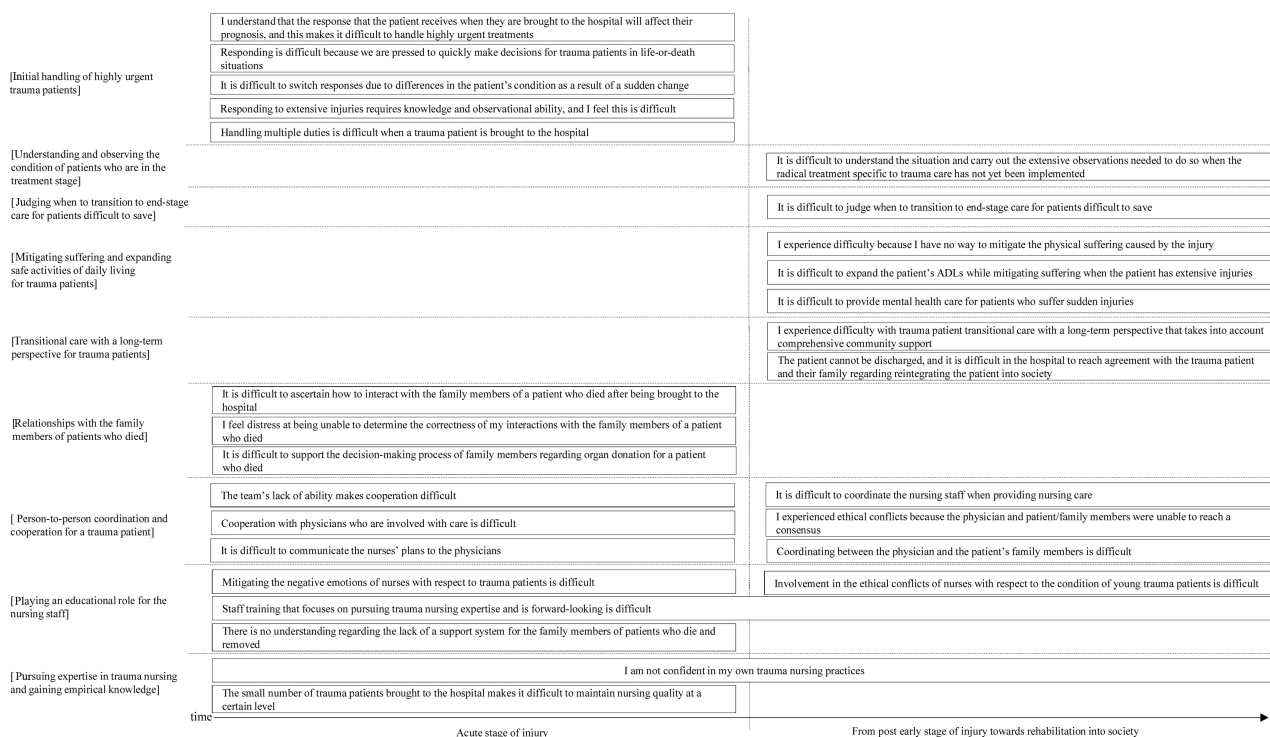 [Initial handling of highly urgent
trauma patients]
I understand that the response that the patient receives when they are brought to the hospital will affect their
prognosis, and this makes it difficult to handle highly urgent treatments
Responding is difficult because we are pressed to quickly make decisions for trauma patients in life-or-death
situations
It is difficult to switch responses due to differences in the patient's condition as a result of a sudden change
Responding to extensive injuries requires knowledge and observational ability, and I feel this is difficult
Handling multiple duties is difficult when a trauma patient is brought to the hospital
[Understanding and observing the
condition of patients who are in the
treatment stage]
It is difficult to understand the situation and carry out the extensive observations needed to do so when the
radical treatment specific to trauma care has not yet been implemented
[Judging when to transition to end-stage
care for patients difficult to save]
It is difficult to judge when to transition to end-stage care for patients difficult to save
[Mitigating suffering and expanding
safe activities of daily living
for trauma patients]
I experience difficulty because I have no way to mitigate the physical suffering caused by the injury
It is difficult to expand the patient's ADLs while mitigating suffering when the patient has extensive injuries
It is difficult to provide mental health care for patients who suffer sudden injuries
[Transitional care with a long-term
perspective for trauma patients]
I experience difficulty with trauma patient transitional care with a long-term perspective that takes into account
comprehensive community support
The patient cannot be discharged, and it is difficult in the hospital to reach agreement with the trauma patient
and their family regarding reintegrating the patient into society
[Relationships with the family
members of patients who died]
It is difficult to ascertain how to interact with the family members of a patient who died after being brought to the
hospital
I feel distress at being unable to determine the correctness of my interactions with the family members of a patient
who died
It is difficult to support the decision-making process of family members regarding organ donation for a patient
who died
[ Person-to-person coordination and
cooperation for a trauma patient]
The team's lack of ability makes cooperation difficult
Cooperation with physicians who are involved with care is difficult
It is difficult to communicate the nurses' plans to the physicians
It is difficult to coordinate the nursing staff when providing nursing care
I experienced ethical conflicts because the physician and patient/family members were unable to reach a
consensus
Coordinating between the physician and the patient's family members is difficult
[Playing an educational role for the
nursing staff]
Mitigating the negative emotions of nurses with respect to trauma patients is difficult
Involvement in the ethical conflicts of nurses with respect to the condition of young trauma patients is difficult
Staff training that focuses on pursuing trauma nursing expertise and is forward-looking is difficult
There is no understanding regarding the lack of a support system for the family members of patients who die and
removed
[ Pursuing expertise in trauma nursing
and gaining empirical knowledge]
I am not confident in my own trauma nursing practices
The small number of trauma patients brought to the hospital makes it difficult to maintain nursing quality at a
certain level
time
Acute stage of injury
From post early stage of injury towards rehabilitation into society